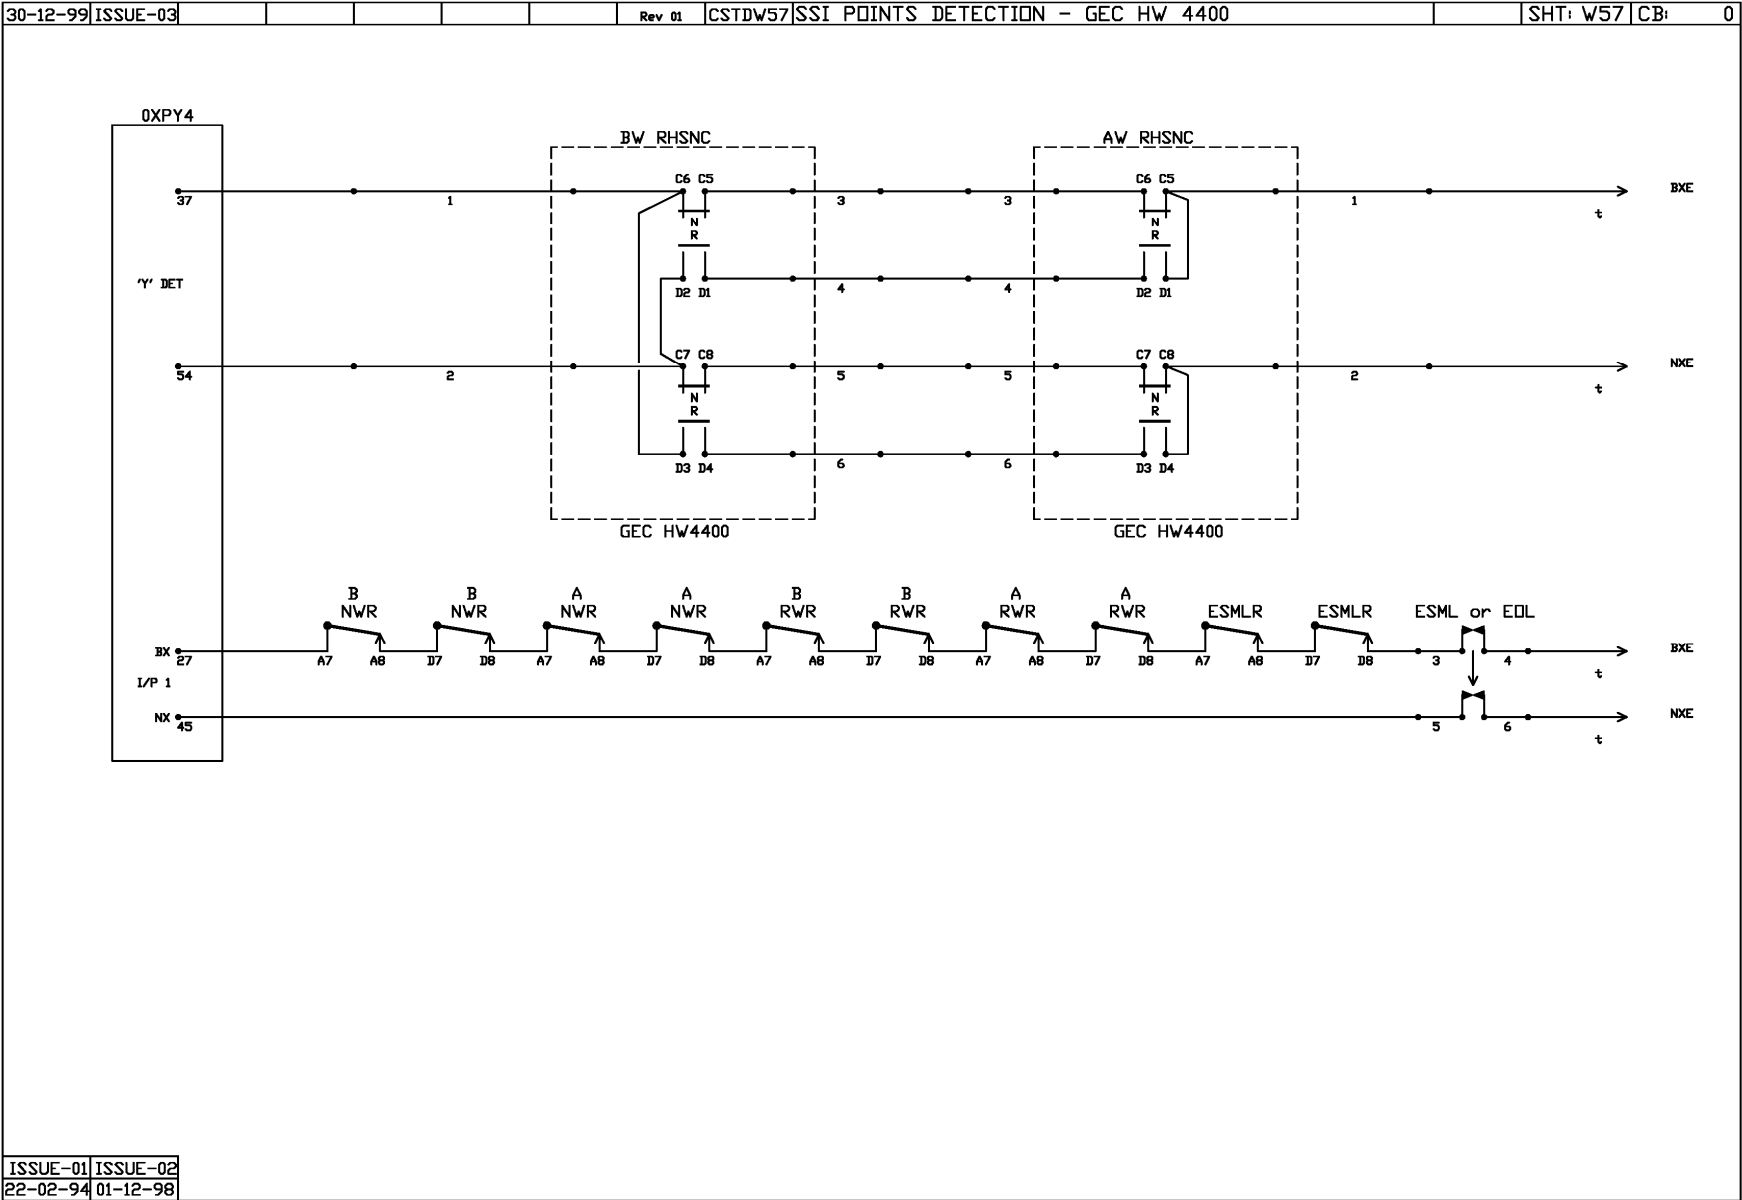 30-12-99 ISSUE-03 Rev 01 CSTDW57 SSI POINTS DETECTION - GEC HW 4400 SHT: W57 CB: 0
0XPY4
BW RHSNC AW RHSNC
C6 C5 C6 C5 BXE
37 1 3 3 1
t
N N
R R
'Y' DET
D2 D1 4 4 D2 D1
C7 C8 C7 C8 NXE
54 2 5 5 2
t
N N
R R
D3 D4 6 6 D3 D4
GEC HW4400 GEC HW4400
B B A A B B A A
NWR NWR NWR NWR RWR RWR RWR RWR ESMLR ESMLR ESML or EOL
BX BXE
27 A7 A8 D7 D8 A7 A8 D7 D8 A7 A8 D7 D8 A7 A8 D7 D8 A7 A8 D7 D8 3 4
t
I/P 1
NX NXE
45 5 6
t
ISSUE-01 ISSUE-02
22-02-94 01-12-98